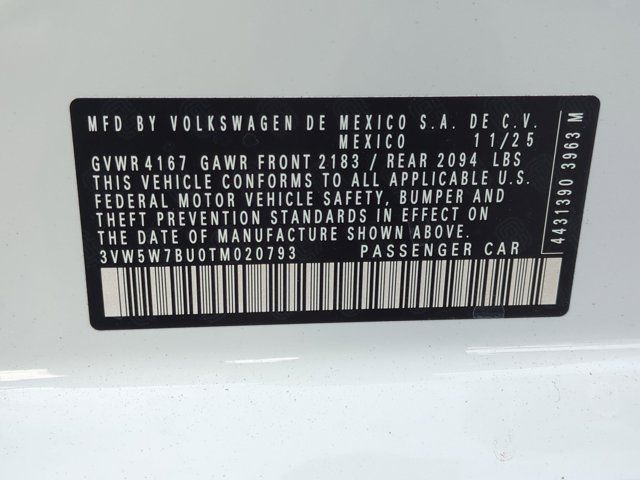 MFD BY VOLKSWAGEN DE MEXICO S.A. DE C.V.
MEXICO 11/25
GVWR 4167 GAWR FRONT 2183 / REAR 2094 LBS
THIS VEHICLE CONFORMS TO ALL APPLICABLE U.S.
FEDERAL MOTOR VEHICLE SAFETY, BUMPER AND
THEFT PREVENTION STANDARDS IN EFFECT ON
THE DATE OF MANUFACTURE SHOWN ABOVE.
3VW5W7BU0TM020793 PASSENGER CAR
4431390 3963 M